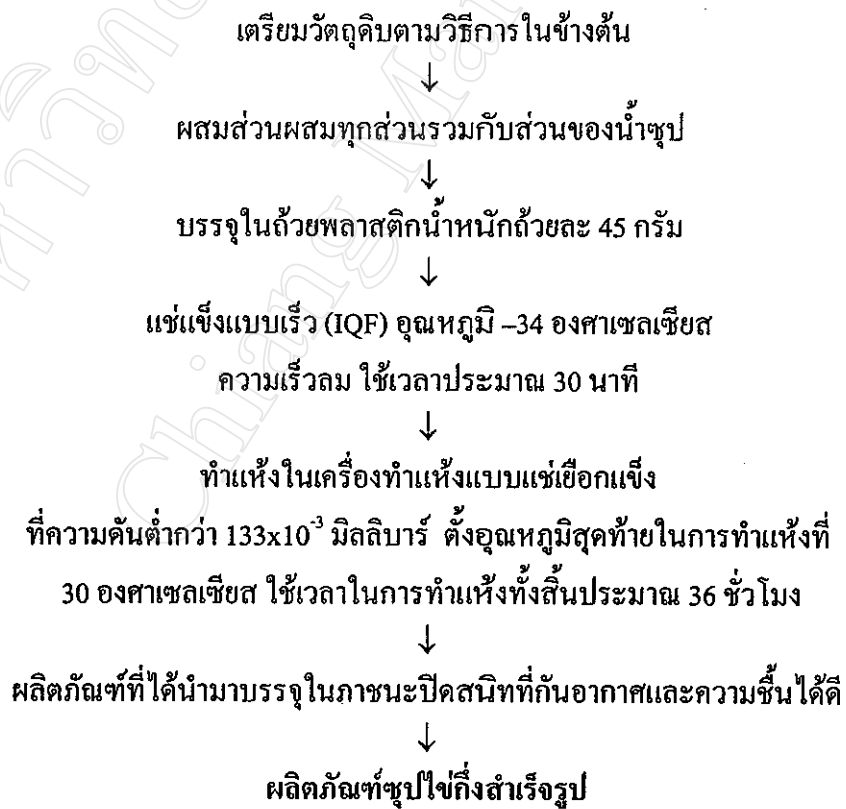 เตรียมวัตถุดิบตามวิธีการในข้างต้น
↓
ผสมส่วนผสมทุกส่วนรวมกับส่วนของน้ำซุป
↓
บรรจุในถ้วยพลาสติกน้ำหนักถ้วยละ 45 กรัม
↓
แช่แข็งแบบเร็ว (IQF) อุณหภูมิ –34 องศาเซลเซียส
ความเร็วลม ใช้เวลาประมาณ 30 นาที
↓
ทำแห้งในเครื่องทำแห้งแบบแช่เยือกแข็ง
ที่ความดันต่ำกว่า 133x10⁻³ มิลลิบาร์ ตั้งอุณหภูมิสุดท้ายในการทำแห้งที่
30 องศาเซลเซียส ใช้เวลาในการทำแห้งทั้งสิ้นประมาณ 36 ชั่วโมง
↓
ผลิตภัณฑ์ที่ได้นำมาบรรจุในภาชนะปิดสนิทที่กันอากาศและความชื้นได้ดี
↓
ผลิตภัณฑ์ซุปไข่กึ่งสำเร็จรูป
Chiang Ma